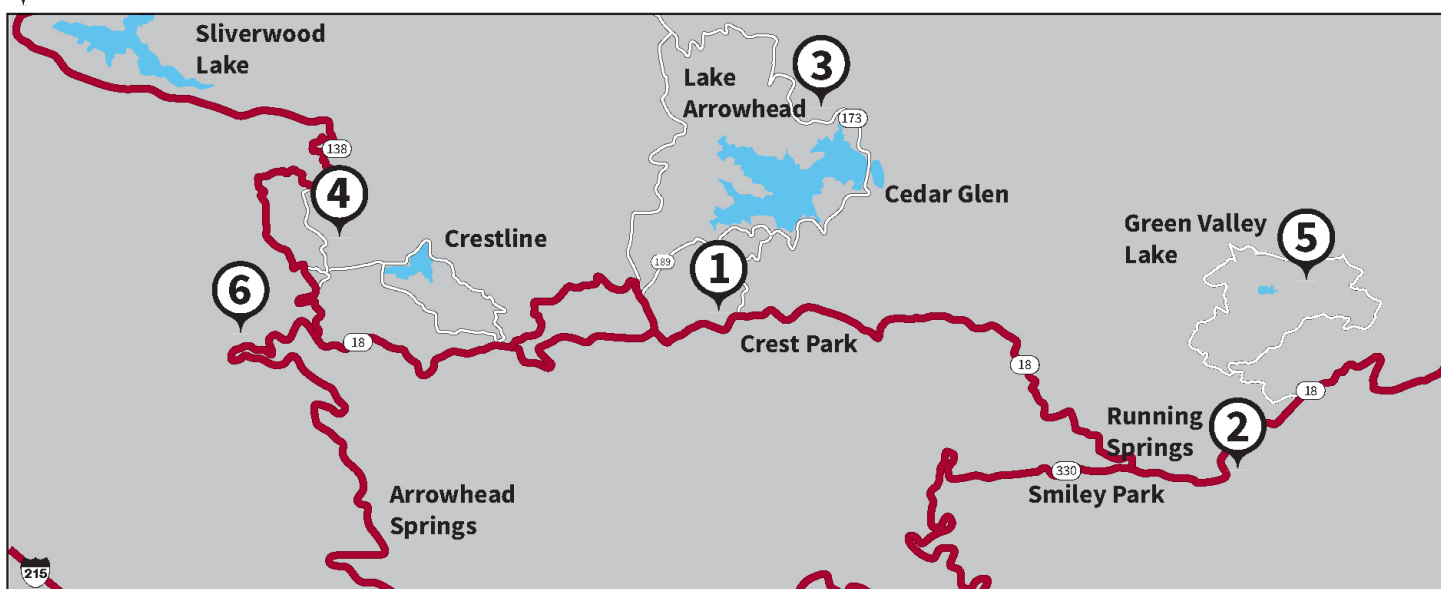 Sliverwood
Lake
Lake
Arrowhead
3
173
138
4
Cedar Glen
Crestline
Green Valley
Lake
5
189
1
6
18
Crest Park
18
18
Running
Springs
2
330
Smiley Park
Arrowhead
Springs
215